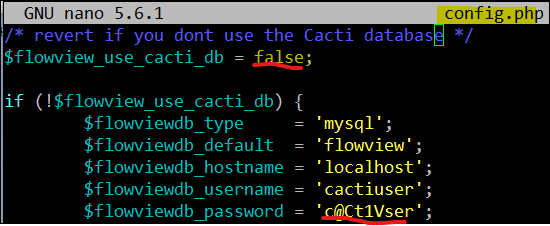 GNU nano 5.6.1 config.php
/* revert if you dont use the Cacti database */
$flowview_use_cacti_db = false;
if (!$flowview_use_cacti_db) {
$flowviewdb_type = 'mysql';
$flowviewdb_default = 'flowview';
$flowviewdb_hostname = 'localhost';
$flowviewdb_username = 'cactiuser';
$flowviewdb_password = 'c@Ct1Vser';